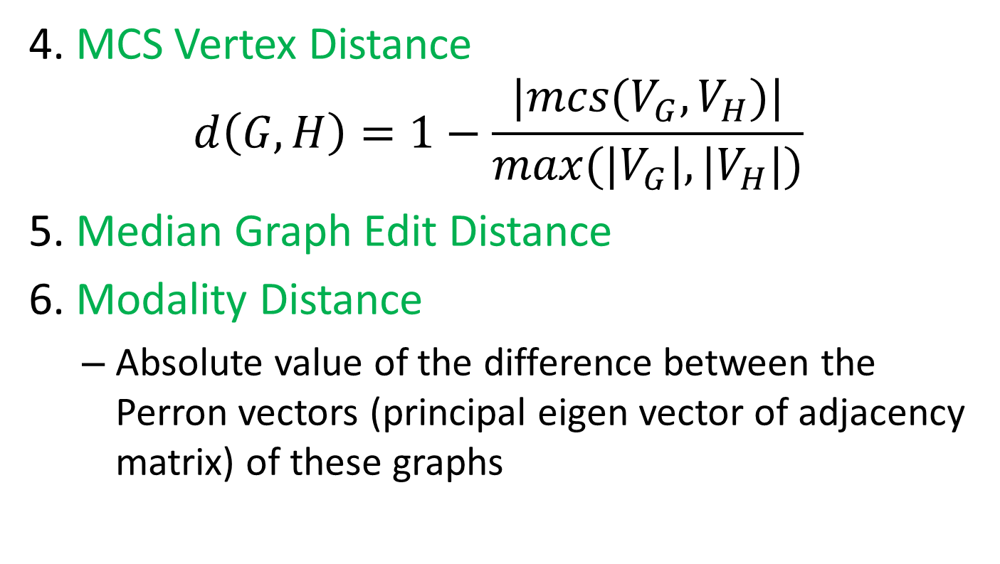 4. MCS Vertex Distance
d(G, H) = 1 − |mcs(V_G, V_H)| / max(|V_G|, |V_H|)
5. Median Graph Edit Distance
6. Modality Distance
– Absolute value of the difference between the
Perron vectors (principal eigen vector of adjacency
matrix) of these graphs